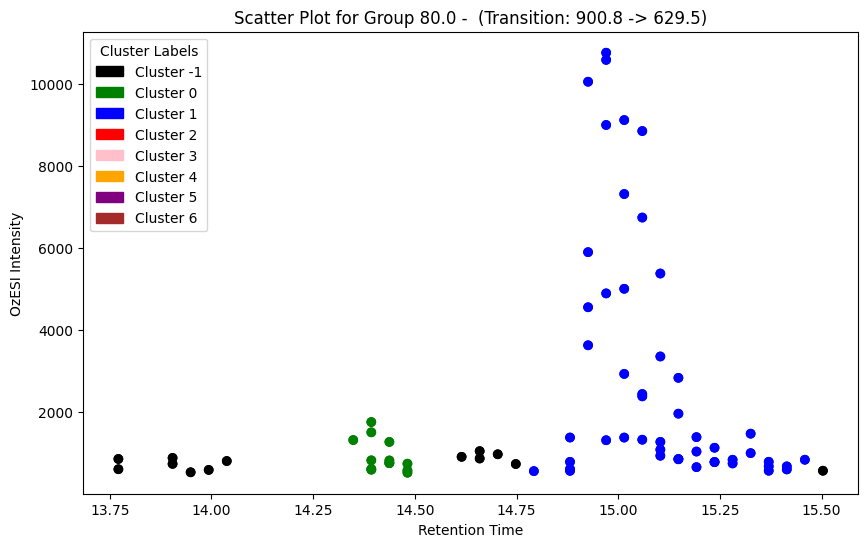 Scatter Plot for Group 80.0 -  (Transition: 900.8 -> 629.5)
Cluster Labels
Cluster -1
Cluster 0
Cluster 1
Cluster 2
Cluster 3
Cluster 4
Cluster 5
Cluster 6
OzESI Intensity
10000
8000
6000
4000
2000
13.75 14.00 14.25 14.50 14.75 15.00 15.25 15.50
Retention Time